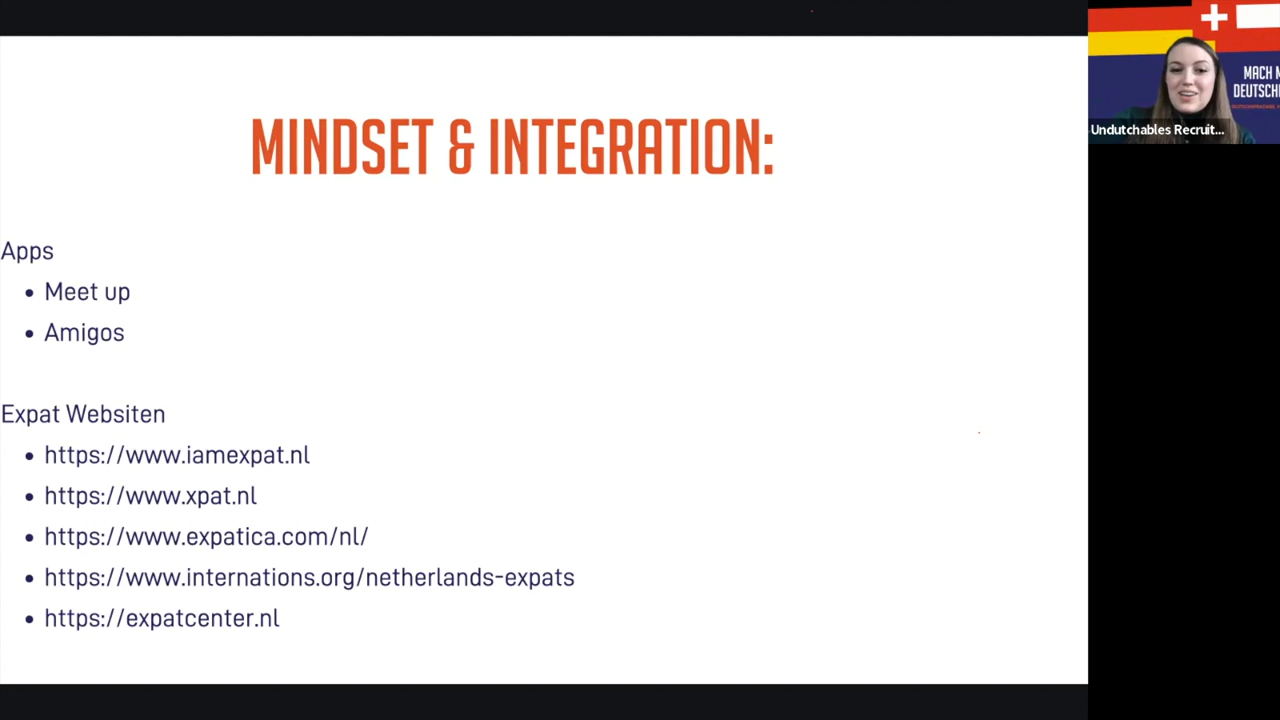 MINDSET & INTEGRATION:
Apps
• Meet up
• Amigos
Expat Websiten
• https://www.iamexpat.nl
• https://www.xpat.nl
• https://www.expatica.com/nl/
• https://www.internations.org/netherlands-expats
• https://expatcenter.nl
MACH M
DEUTSCHE
Undutchables Recruit...